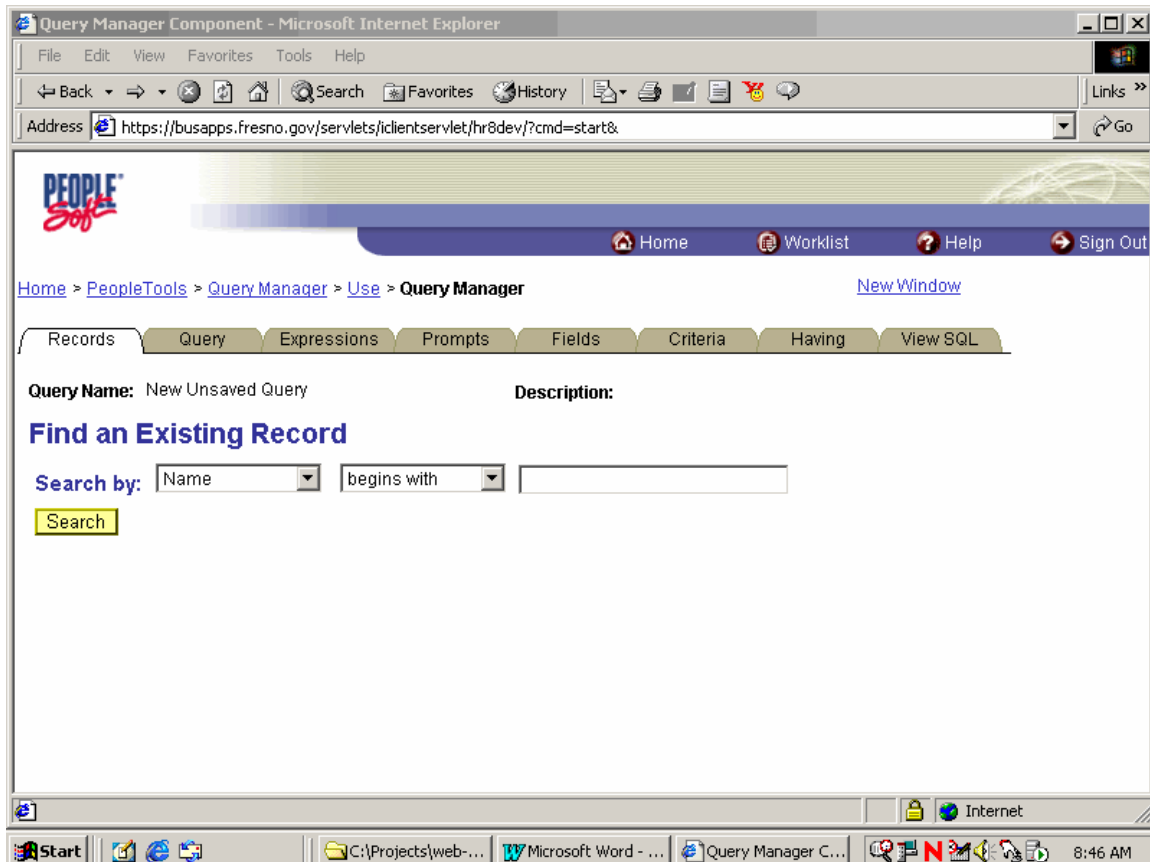 Query Manager Component - Microsoft Internet Explorer
File Edit View Favorites Tools Help
Back Search Favorites History Links »
Address https://busapps.fresno.gov/servlets/iclientservlet/hr8dev/?cmd=start& Go
PEOPLE
Soft
Home Worklist Help Sign Out
Home > PeopleTools > Query Manager > Use > Query Manager New Window
Records Query Expressions Prompts Fields Criteria Having View SQL
Query Name: New Unsaved Query Description:
Find an Existing Record
Search by: Name begins with
Search
Internet
Start C:\Projects\web-... Microsoft Word - ... Query Manager C... N 8:46 AM